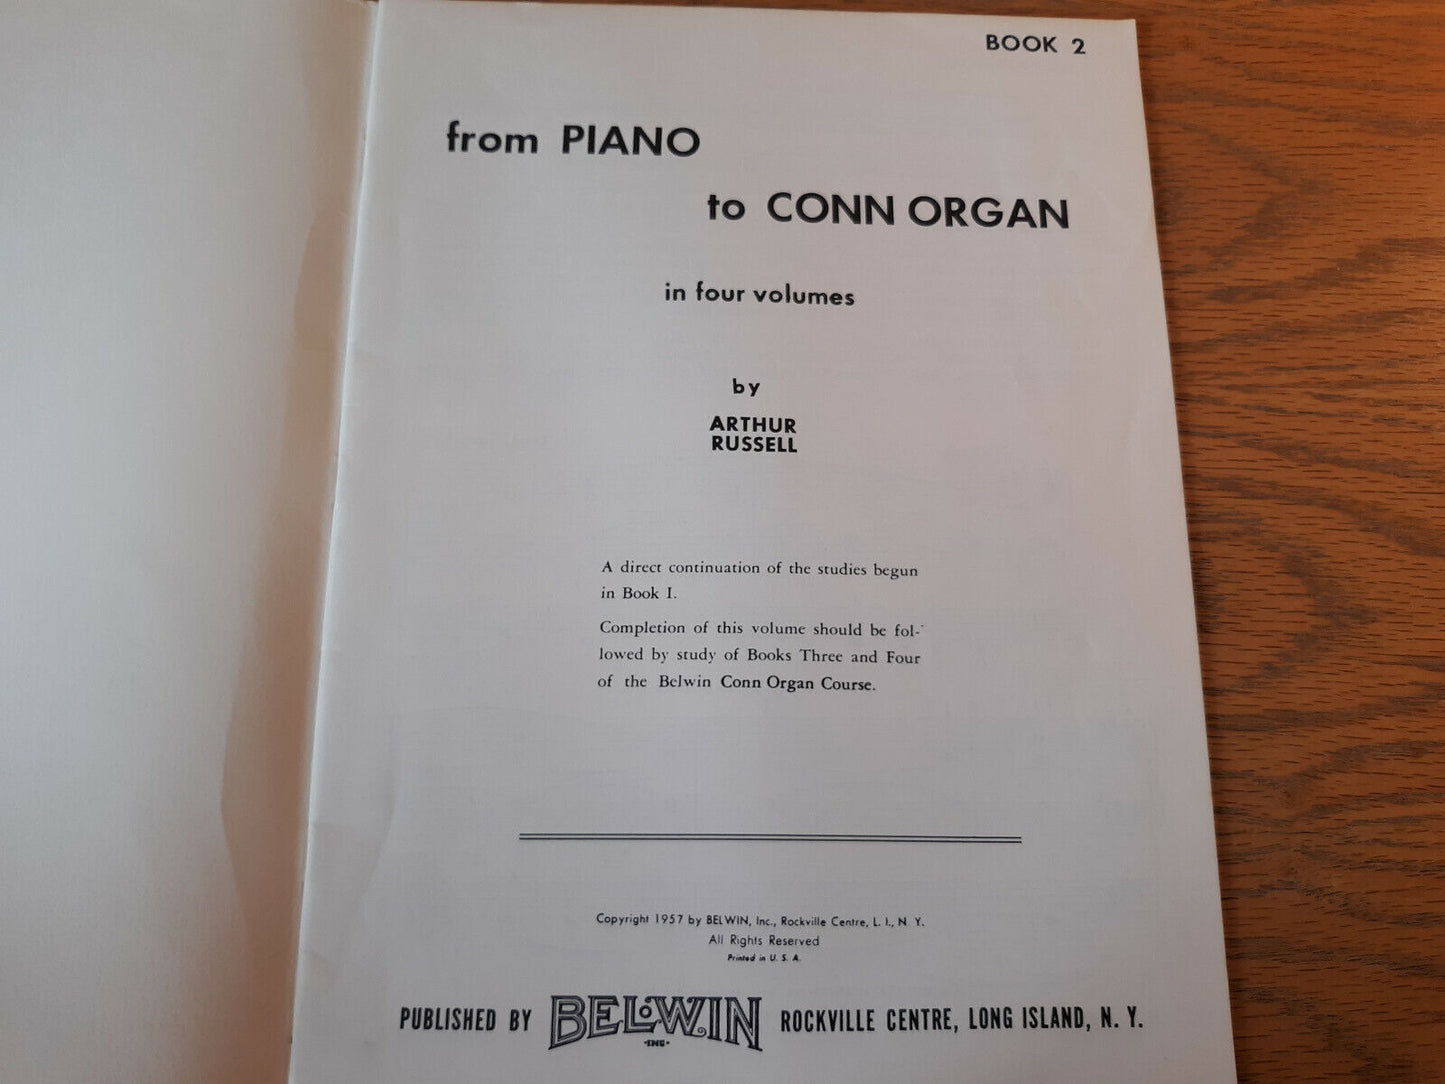 BOOK 2
from PIANO
to CONN ORGAN
in four volumes
by
ARTHUR
RUSSELL
A direct continuation of the studies begun
in Book I.
Completion of this volume should be fol-
lowed by study of Books Three and Four
of the Belwin Conn Organ Course.
Copyright 1957 by BELWIN, Inc., Rockville Centre, L. I., N. Y.
All Rights Reserved
Printed in U. S. A.
PUBLISHED BY BELWIN INC. ROCKVILLE CENTRE, LONG ISLAND, N. Y.